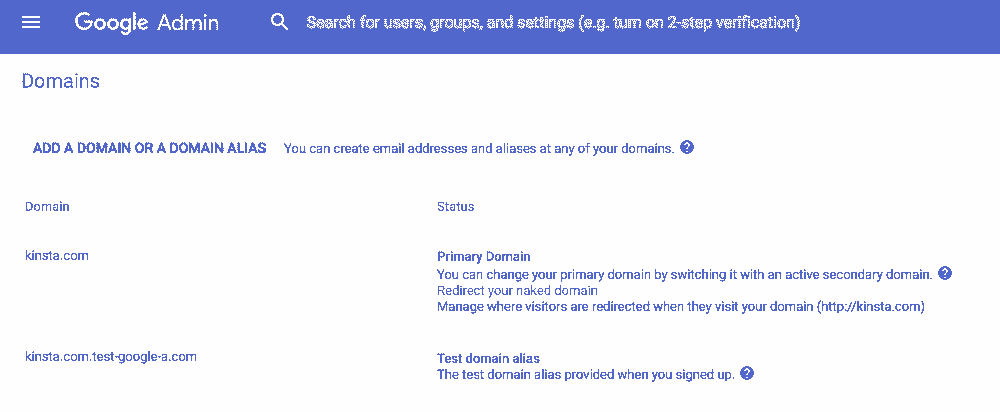 Google Admin
Search for users, groups, and settings (e.g. turn on 2-step verification)
Domains
ADD A DOMAIN OR A DOMAIN ALIAS You can create email addresses and aliases at any of your domains. ?
Domain Status
kinsta.com Primary Domain
You can change your primary domain by switching it with an active secondary domain. ?
Redirect your naked domain
Manage where visitors are redirected when they visit your domain (http://kinsta.com)
kinsta.com.test-google-a.com Test domain alias
The test domain alias provided when you signed up. ?